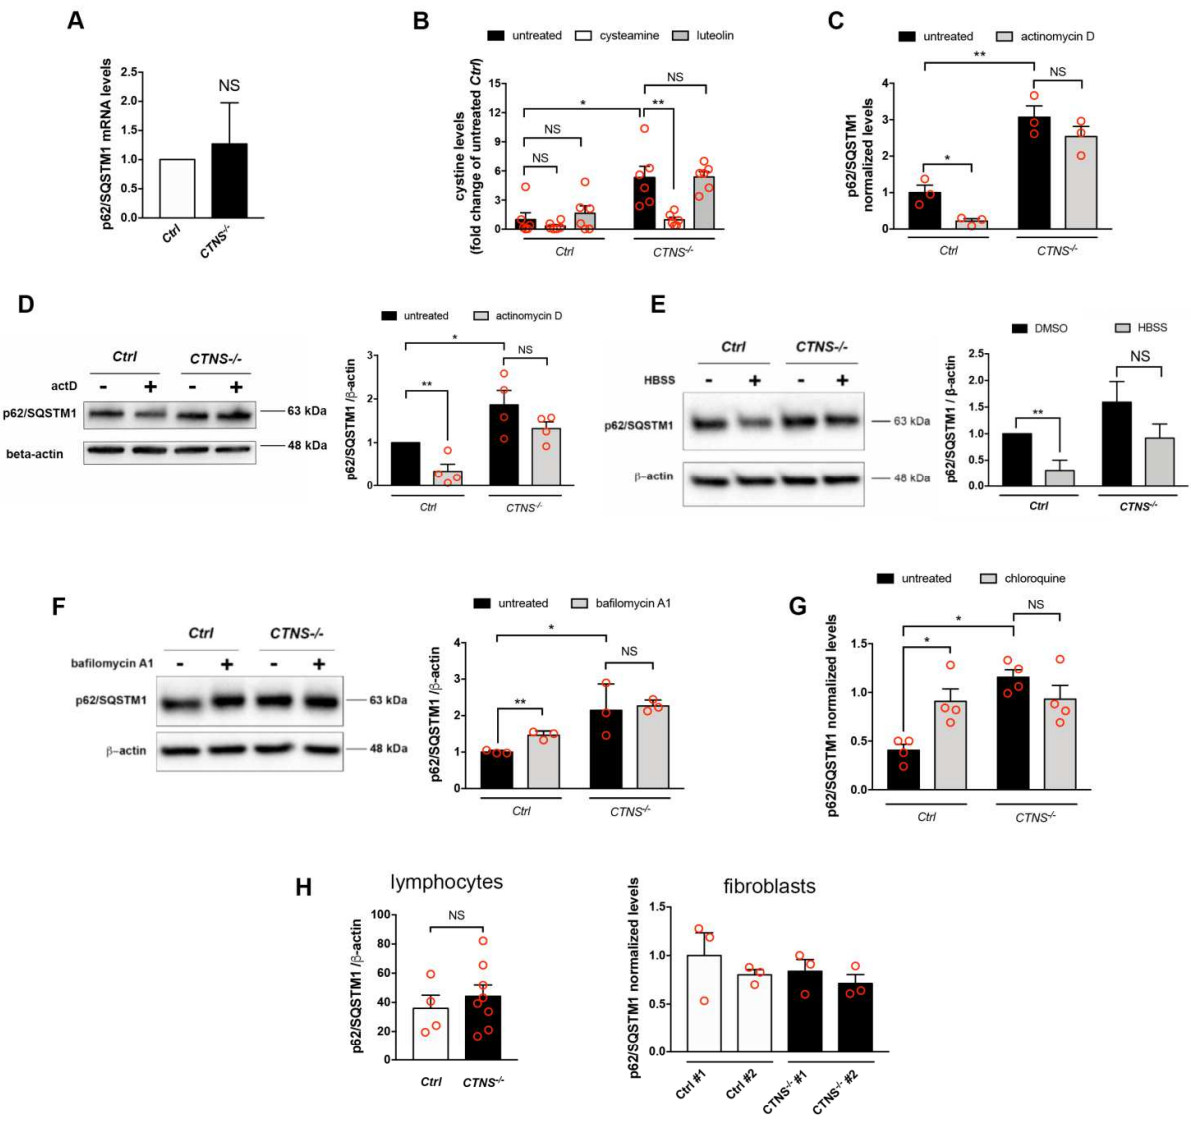 A
p62/SQSTM1 mRNA levels
2.5
2.0
1.5
1.0
0.5
0.0
NS
Ctrl
CTNS-/-
B
untreated cysteamine luteolin
cystine levels
(fold change of untreated Ctrl)
15
12
9
6
3
0
*
NS
NS
**
NS
Ctrl
CTNS-/-
C
untreated actinomycin D
p62/SQSTM1
normalized levels
4
3
2
1
0
**
*
NS
Ctrl
CTNS-/-
D
Ctrl CTNS-/-
actD - + - +
p62/SQSTM1 63 kDa
beta-actin 48 kDa
untreated actinomycin D
p62/SQSTM1 /β-actin
3
2
1
0
*
**
NS
Ctrl
CTNS-/-
E
Ctrl CTNS-/-
HBSS - + - +
p62/SQSTM1 63 kDa
β-actin 48 kDa
DMSO HBSS
p62/SQSTM1 / β-actin
2.5
2.0
1.5
1.0
0.5
0.0
**
NS
Ctrl
CTNS-/-
F
Ctrl CTNS-/-
bafilomycin A1 - + - +
p62/SQSTM1 63 kDa
β-actin 48 kDa
untreated bafilomycin A1
p62/SQSTM1 /β-actin
4
3
2
1
0
*
**
NS
Ctrl
CTNS-/-
G
untreated chloroquine
p62/SQSTM1 normalized levels
1.5
1.0
0.5
0.0
*
*
NS
Ctrl
CTNS-/-
H
lymphocytes
p62/SQSTM1 /β-actin
100
80
60
40
20
0
NS
Ctrl
CTNS-/-
fibroblasts
p62/SQSTM1 normalized levels
1.5
1.0
0.5
0.0
Ctrl #1
Ctrl #2
CTNS-/- #1
CTNS-/- #2